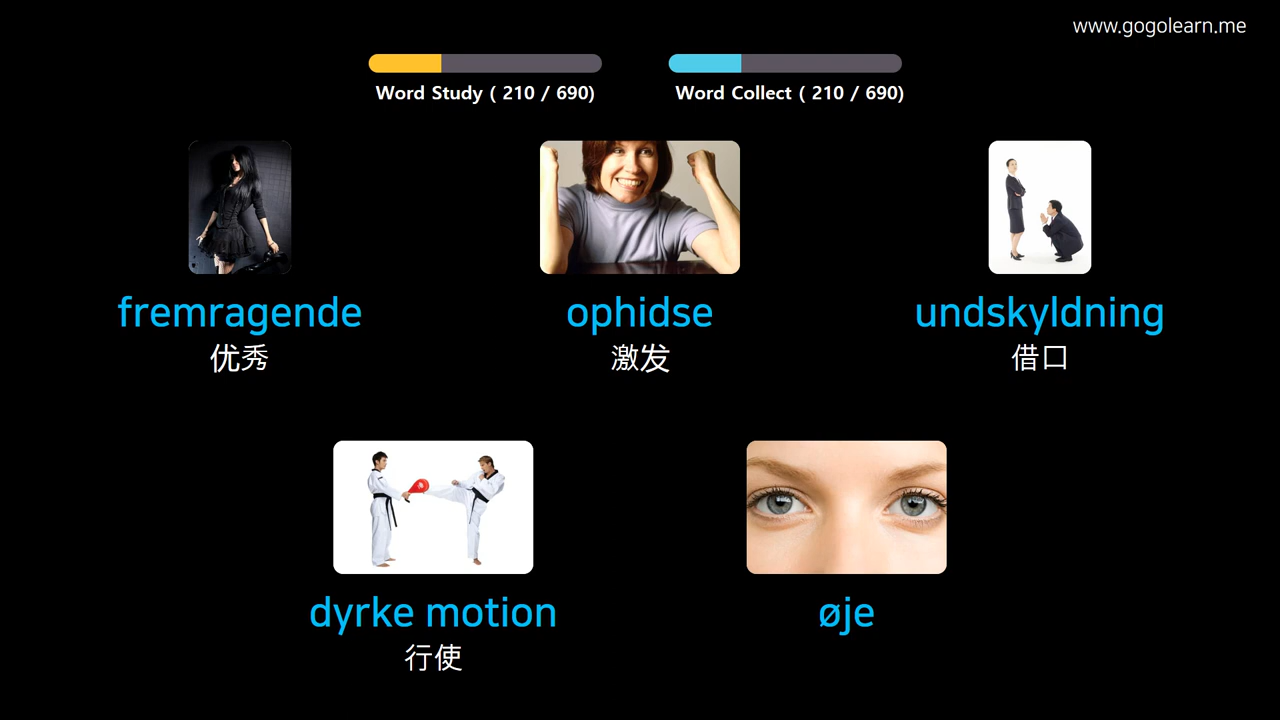 www.gogolearn.me
Word Study ( 210 / 690)
Word Collect ( 210 / 690)
fremragende
优秀
ophidse
激发
undskyldning
借口
dyrke motion
行使
øje